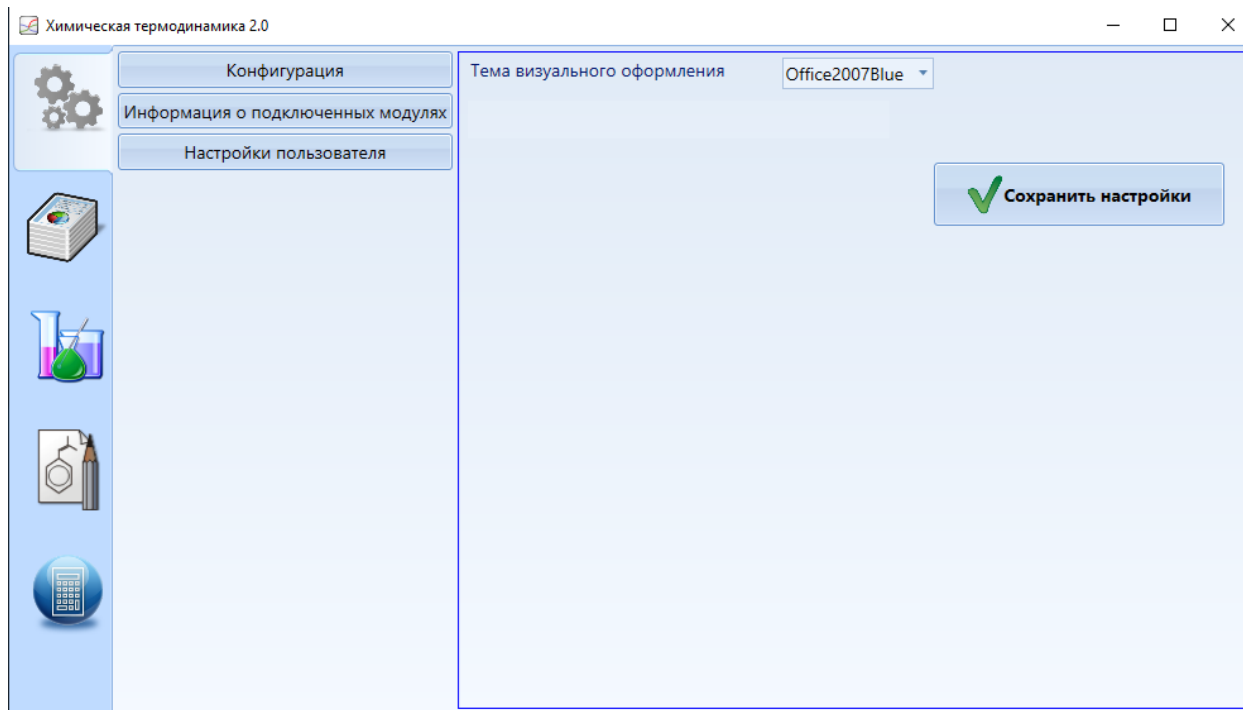 Химическая термодинамика 2.0
Конфигурация
Информация о подключенных модулях
Настройки пользователя
Тема визуального оформления
Office2007Blue
Сохранить настройки